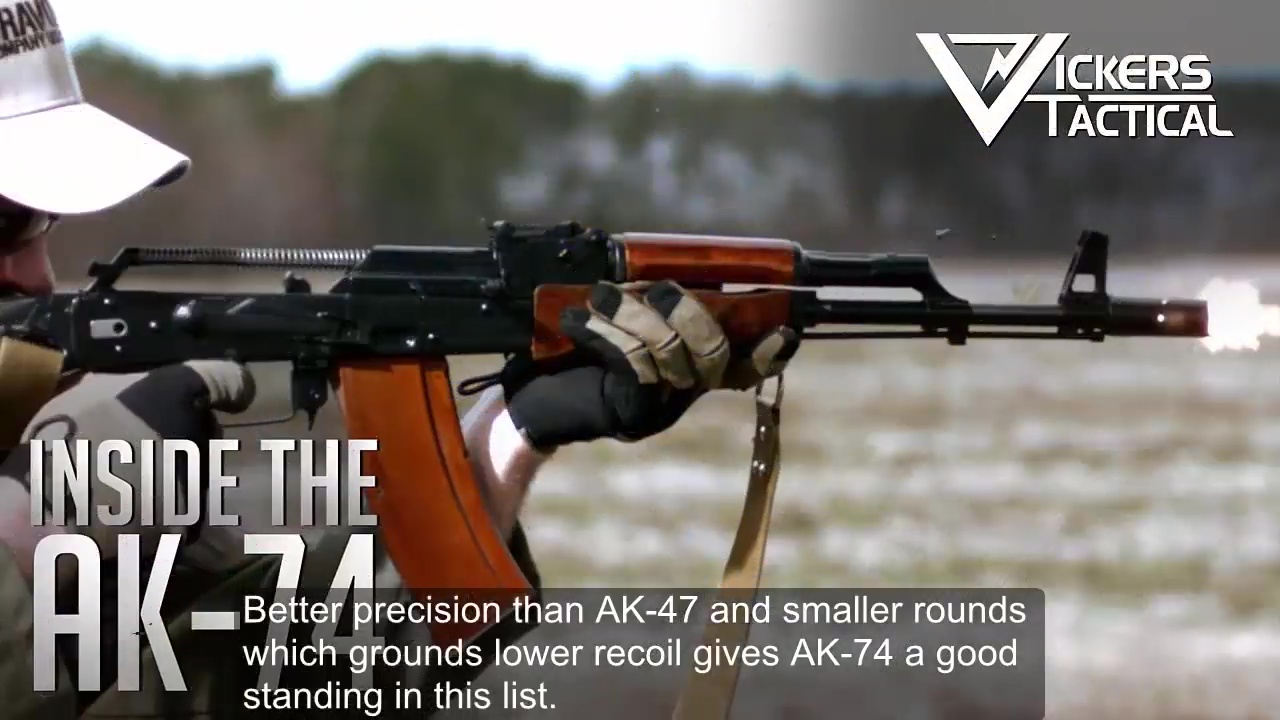 VICKERS
TACTICAL
INSIDE THE
AK-74
Better precision than AK-47 and smaller rounds
which grounds lower recoil gives AK-74 a good
standing in this list.